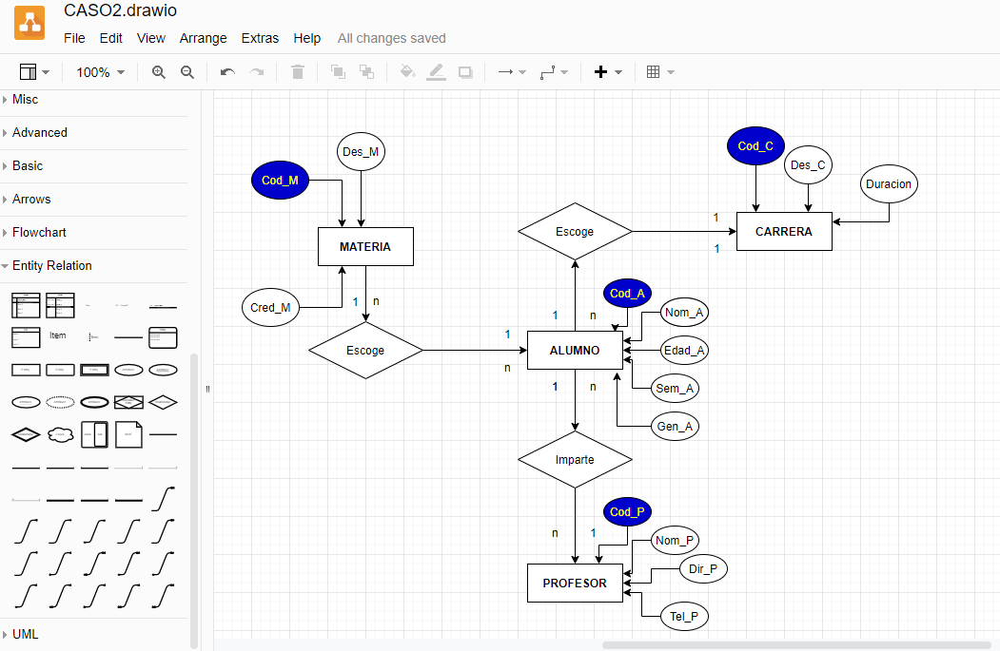 CASO2.drawio
File Edit View Arrange Extras Help All changes saved
100%
Misc
Advanced
Basic
Arrows
Flowchart
Entity Relation
Item
UML
Des_M
Cod_M
MATERIA
Cred_M
1 n
Escoge
1
n
Cod_C
Des_C
Duracion
CARRERA
1
1
Escoge
1 n
Cod_A
Nom_A
ALUMNO
Edad_A
Sem_A
Gen_A
1 n
Imparte
n 1
Cod_P
Nom_P
Dir_P
PROFESOR
Tel_P